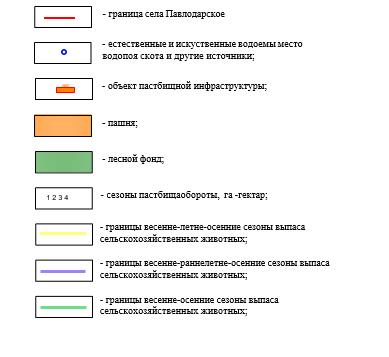 - граница села Павлодарское
- естественные и искуственные водоемы место
водопоя скота и другие источники;
- объект пастбищной инфраструктуры;
- пашня;
- лесной фонд;
1 2 3 4
- сезоны пастбищаобороты, га -гектар;
- границы весенне-летне-осенние сезоны выпаса
сельскохозяйственных животных;
- границы весенне-раннелетне-осенние сезоны выпаса
сельскохозяйственных животных;
- границы весенне-осенние сезоны выпаса
сельскохозяйственных животных;